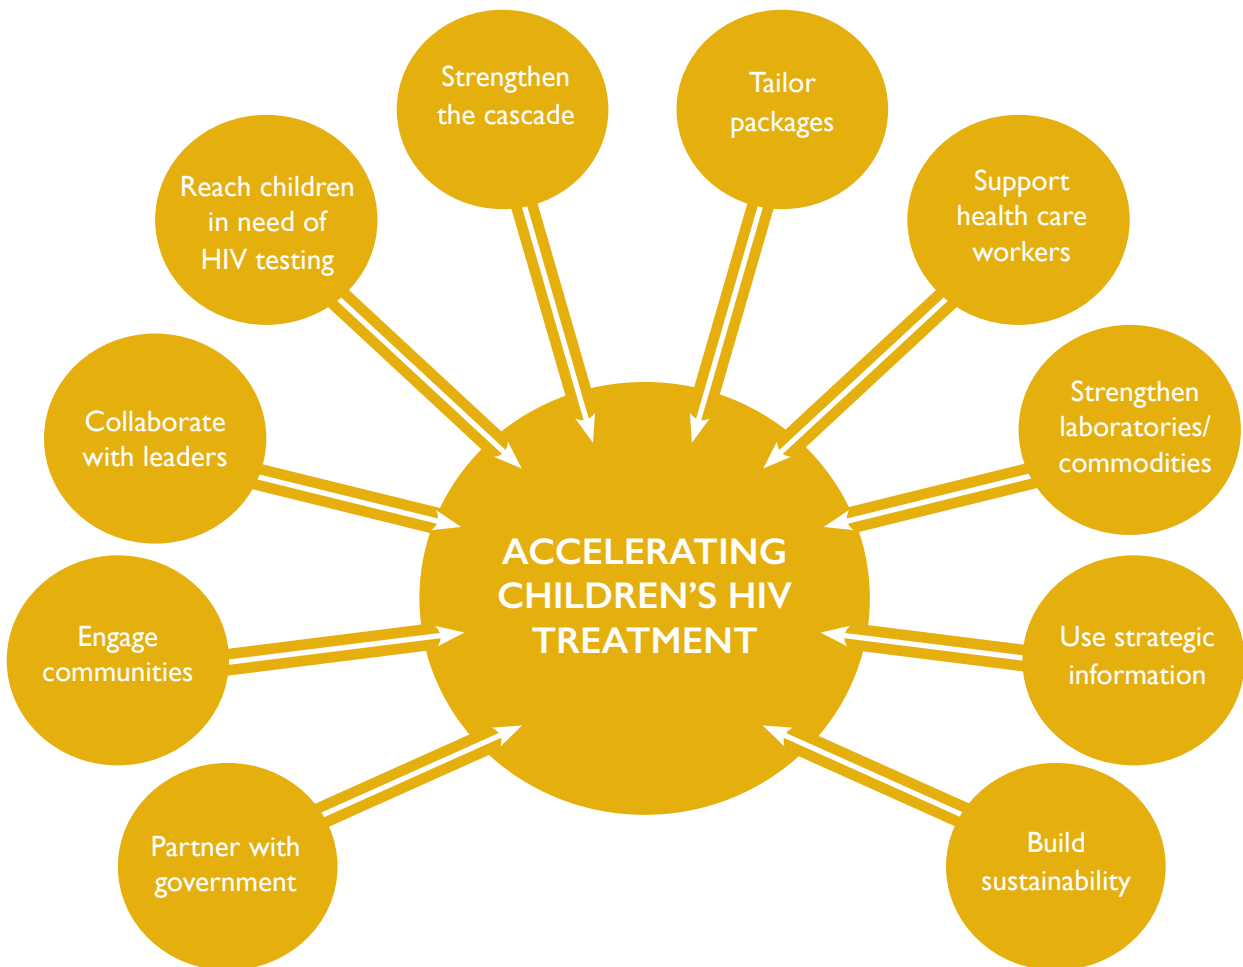 Strengthen
the cascade
Tailor
packages
Reach children
in need of
HIV testing
Support
health care
workers
Collaborate
with leaders
Strengthen
laboratories/
commodities
ACCELERATING
CHILDREN’S HIV
TREATMENT
Engage
communities
Use strategic
information
Partner with
government
Build
sustainability